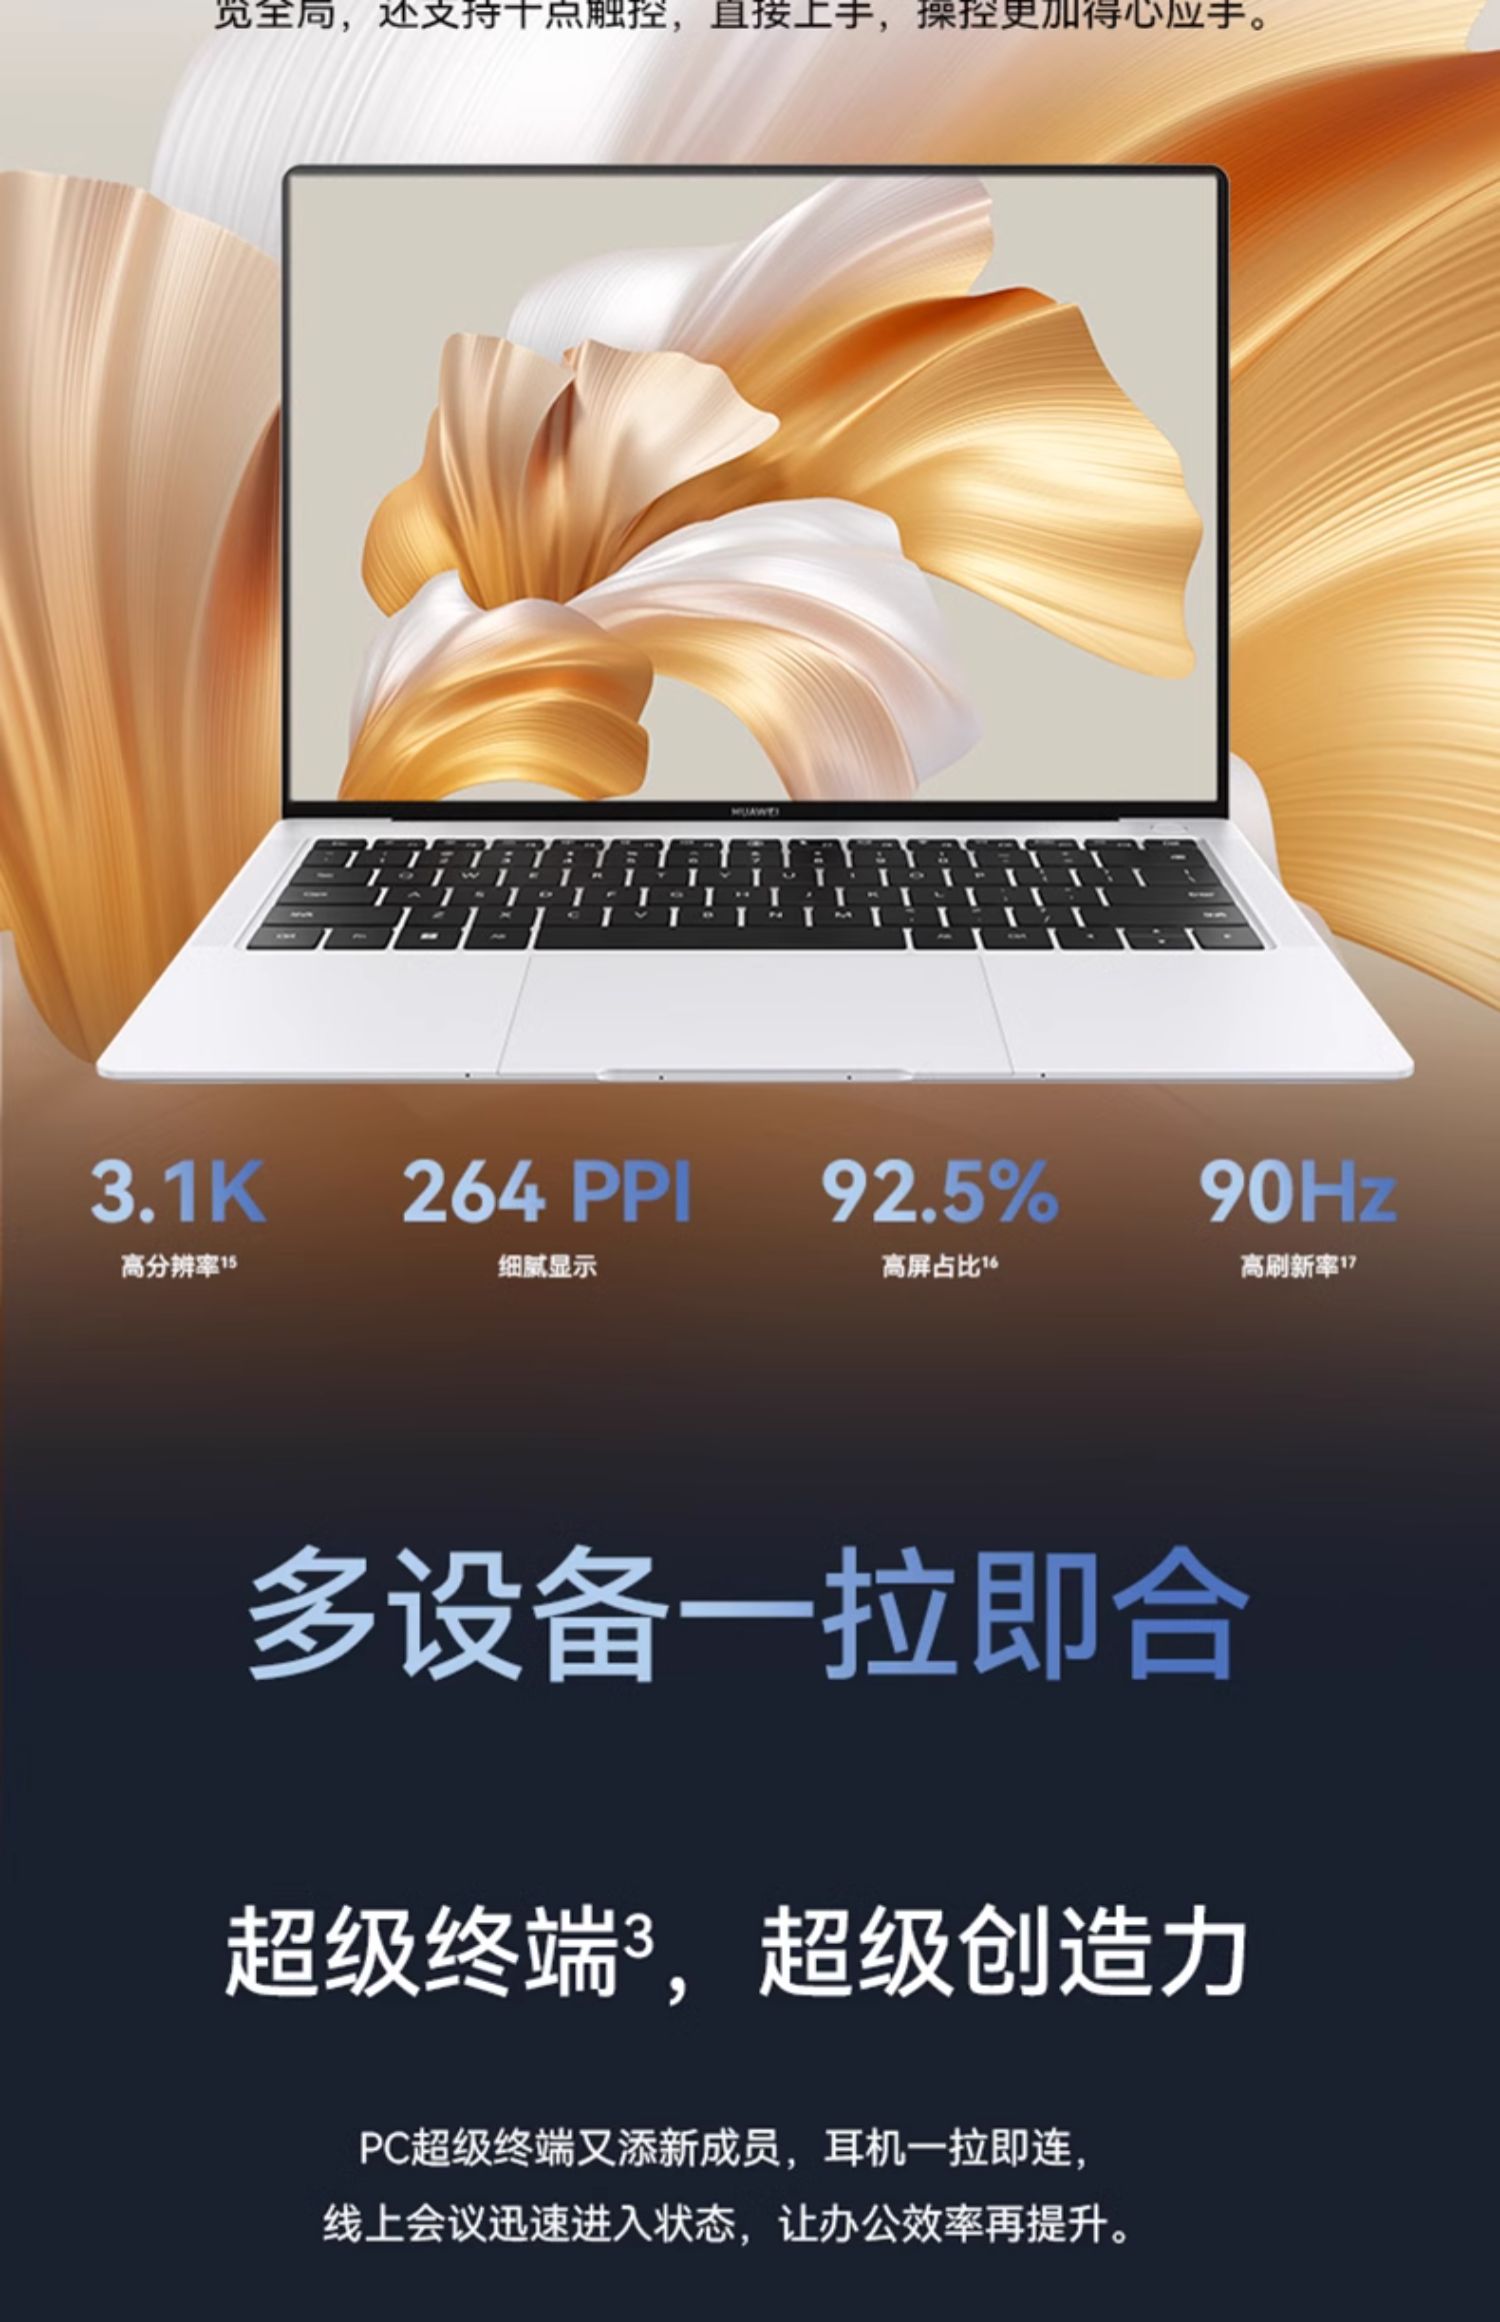 览全局，还支持十点触控，直接上手，操控更加得心应手。
HUAWEI
3.1K
高分辨率15
264 PPI
细腻显示
92.5%
高屏占比16
90Hz
高刷新率17
多设备一拉即合
超级终端3，超级创造力
PC超级终端又添新成员，耳机一拉即连，
线上会议迅速进入状态，让办公效率再提升。